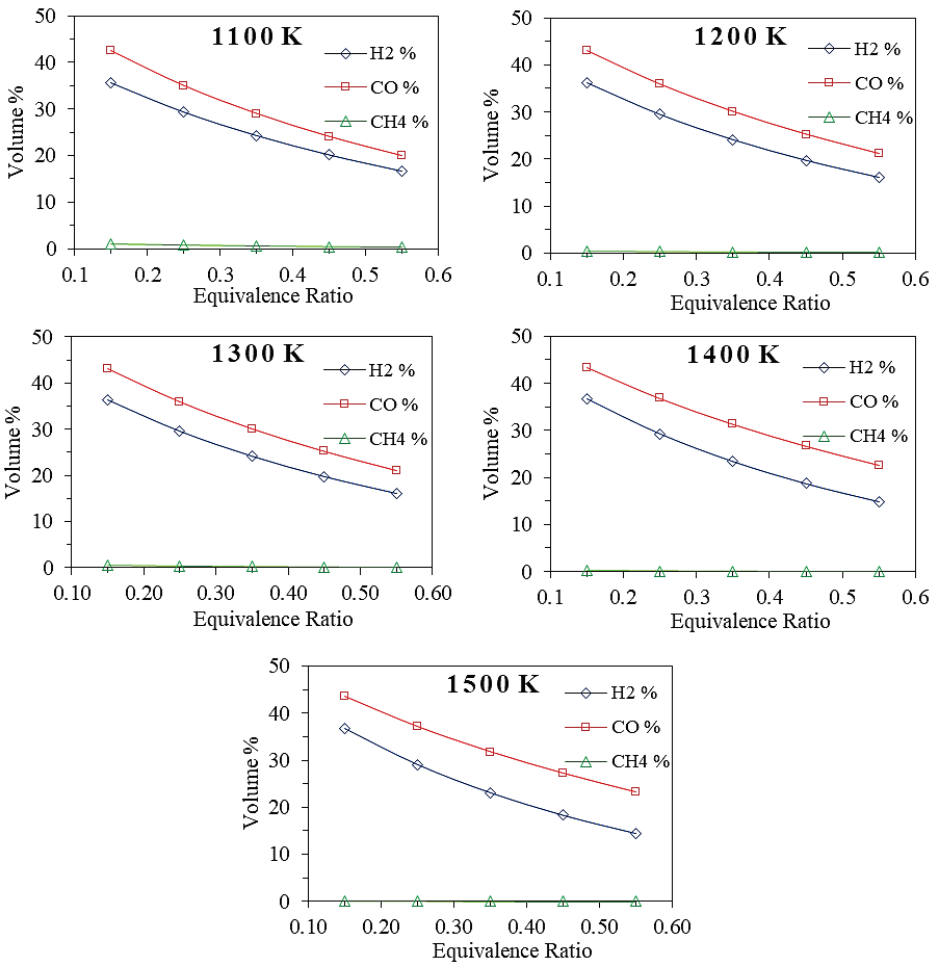 1100 K
H2 %
CO %
CH4 %
Volume %
50
40
30
20
10
0
0.1 0.2 0.3 0.4 0.5 0.6
Equivalence Ratio
1200 K
H2 %
CO %
CH4 %
Volume %
50
40
30
20
10
0
0.1 0.2 0.3 0.4 0.5 0.6
Equivalence Ratio
1300 K
H2 %
CO %
CH4 %
Volume %
50
40
30
20
10
0
0.10 0.20 0.30 0.40 0.50 0.60
Equivalence Ratio
1400 K
H2 %
CO %
CH4 %
Volume %
50
40
30
20
10
0
0.1 0.2 0.3 0.4 0.5 0.6
Equivalence Ratio
1500 K
H2 %
CO %
CH4 %
Volume %
50
40
30
20
10
0
0.10 0.20 0.30 0.40 0.50 0.60
Equivalence Ratio